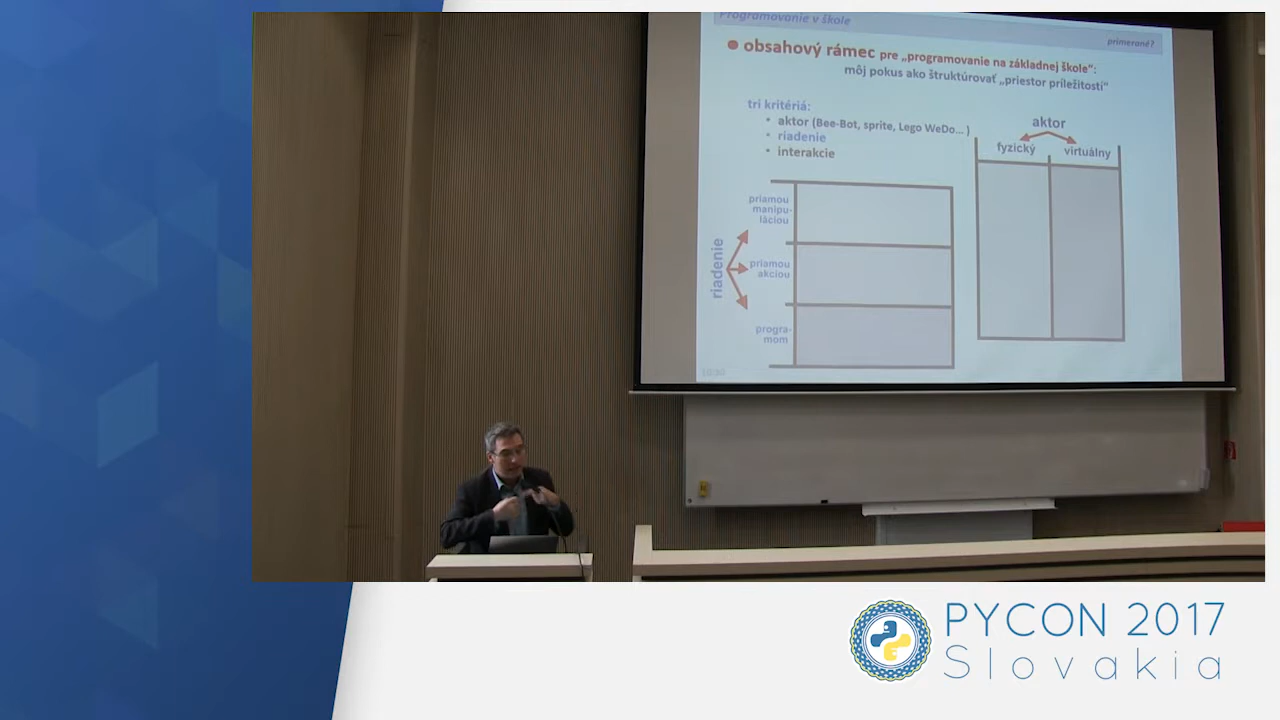 Programovanie v škole
primerané?
obsahový rámec pre „programovanie na základnej škole“:
môj pokus ako štruktúrovať „priestor príležitostí“
tri kritériá:
aktor (Bee-Bot, sprite, Lego WeDo... )
riadenie
interakcie
aktor
fyzický
virtuálny
riadenie
priamou
manipu-
láciou
priamou
akciou
progra-
mom
PYCON 2017
Slovakia